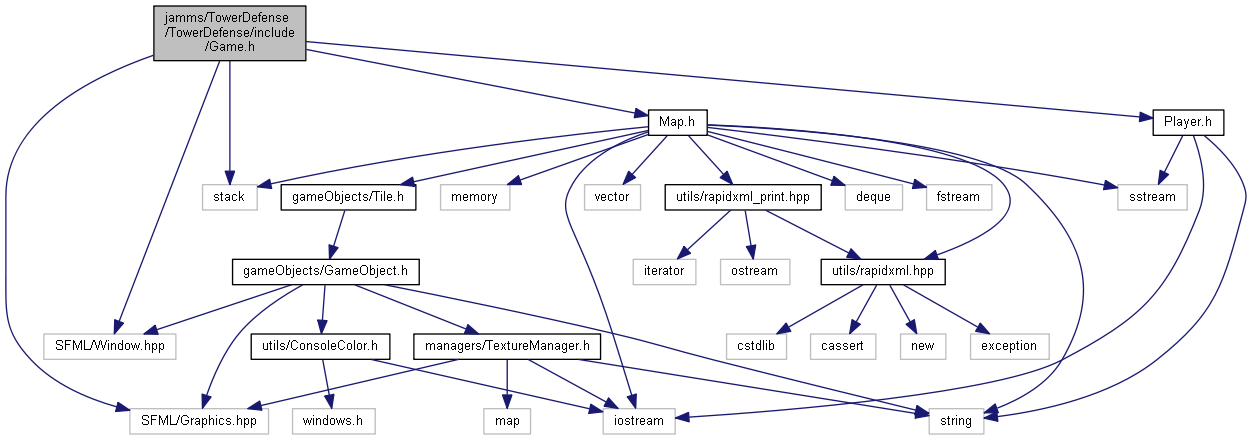 jamms/TowerDefense
/TowerDefense/include
/Game.h
Map.h
Player.h
stack
gameObjects/Tile.h
memory
vector
utils/rapidxml_print.hpp
deque
fstream
sstream
gameObjects/GameObject.h
iterator
ostream
utils/rapidxml.hpp
SFML/Window.hpp
utils/ConsoleColor.h
managers/TextureManager.h
cstdlib
cassert
new
exception
SFML/Graphics.hpp
windows.h
map
iostream
string